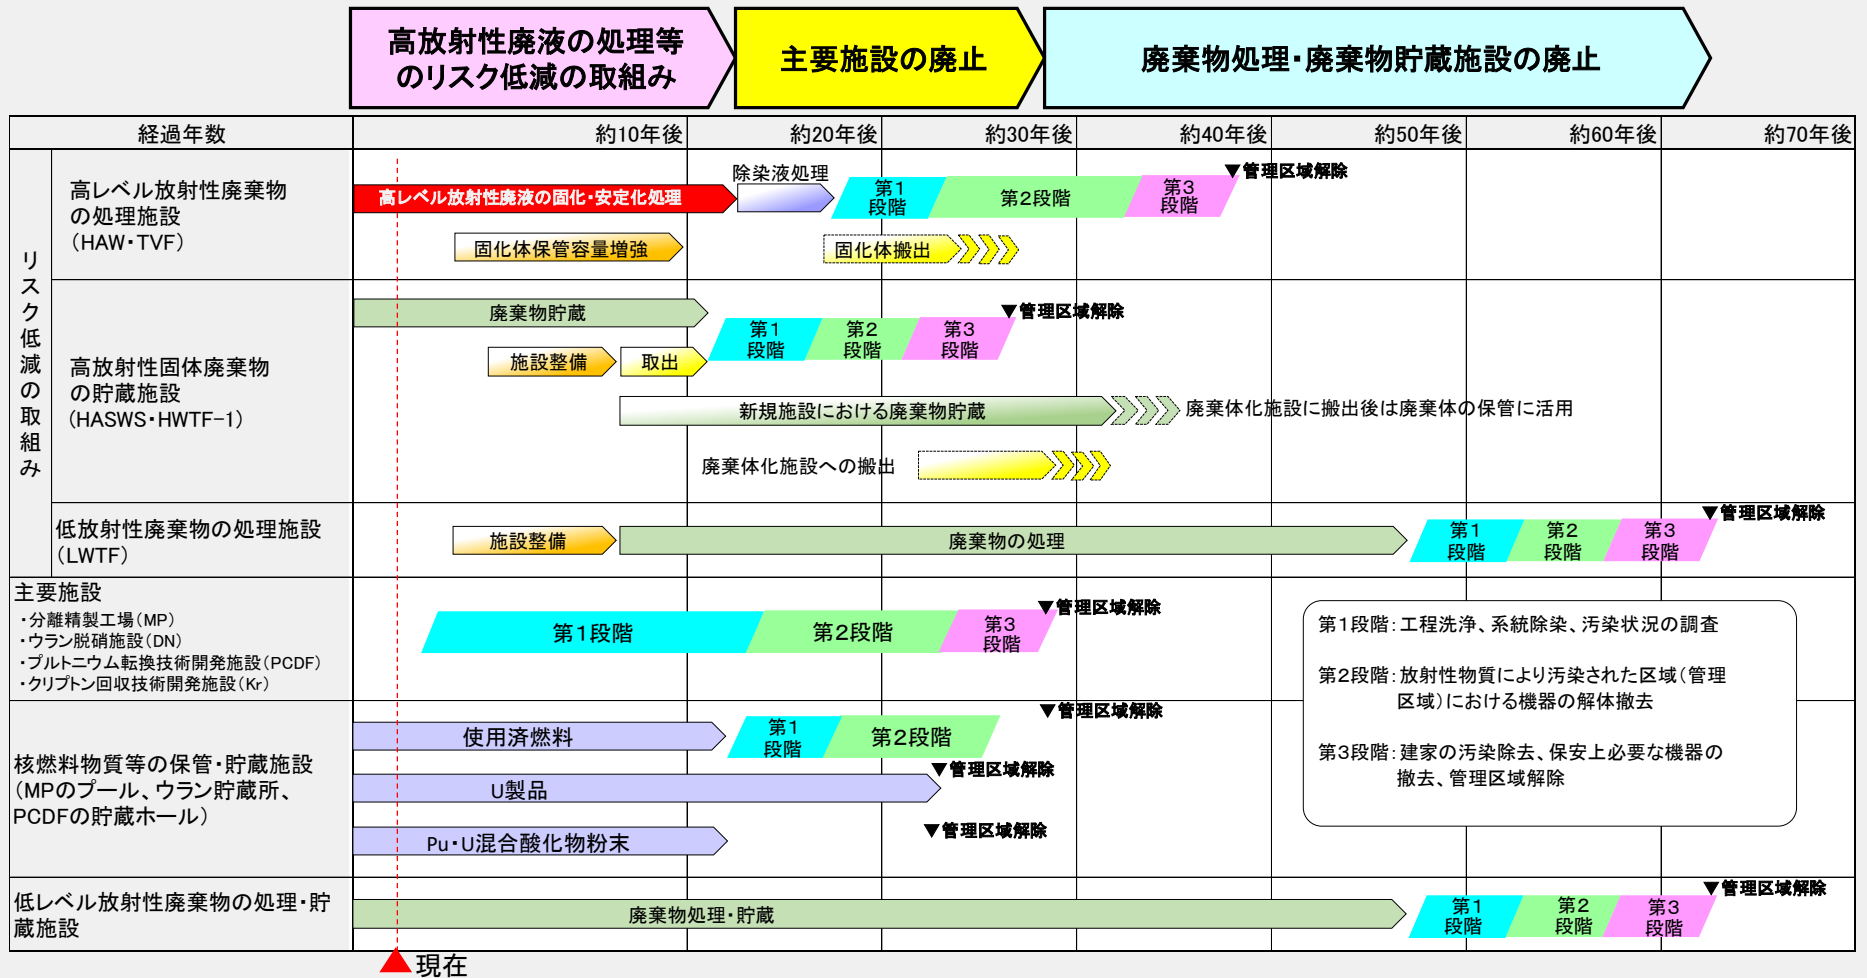 高放射性廃液の処理等
のリスク低減の取組み
主要施設の廃止
廃棄物処理・廃棄物貯蔵施設の廃止
経過年数
約10年後
約20年後
約30年後
約40年後
約50年後
約60年後
約70年後
リスク低減の取組み
高レベル放射性廃棄物
の処理施設
（HAW・TVF）
高レベル放射性廃液の固化・安定化処理
除染液処理
第1
段階
第2段階
第3
段階
▼管理区域解除
固化体保管容量増強
固化体搬出
高放射性固体廃棄物
の貯蔵施設
（HASWS・HWTF-1）
廃棄物貯蔵
第1
段階
第2
段階
第3
段階
▼管理区域解除
施設整備
取出
新規施設における廃棄物貯蔵
廃棄体化施設に搬出後は廃棄体の保管に活用
廃棄体化施設への搬出
低放射性廃棄物の処理施設
（LWTF）
施設整備
廃棄物の処理
第1
段階
第2
段階
第3
段階
▼管理区域解除
主要施設
・分離精製工場（MP）
・ウラン脱硝施設（DN）
・プルトニウム転換技術開発施設（PCDF）
・クリプトン回収技術開発施設（Kr）
第1段階
第2段階
第3
段階
▼管理区域解除
第1段階：工程洗浄、系統除染、汚染状況の調査
第2段階：放射性物質により汚染された区域（管理
区域）における機器の解体撤去
第3段階：建家の汚染除去、保安上必要な機器の
撤去、管理区域解除
核燃料物質等の保管・貯蔵施設
（MPのプール、ウラン貯蔵所、
PCDFの貯蔵ホール）
使用済燃料
第1
段階
第2段階
▼管理区域解除
U製品
▼管理区域解除
Pu・U混合酸化物粉末
▼管理区域解除
低レベル放射性廃棄物の処理・貯
蔵施設
廃棄物処理・貯蔵
第1
段階
第2
段階
第3
段階
▼管理区域解除
現在